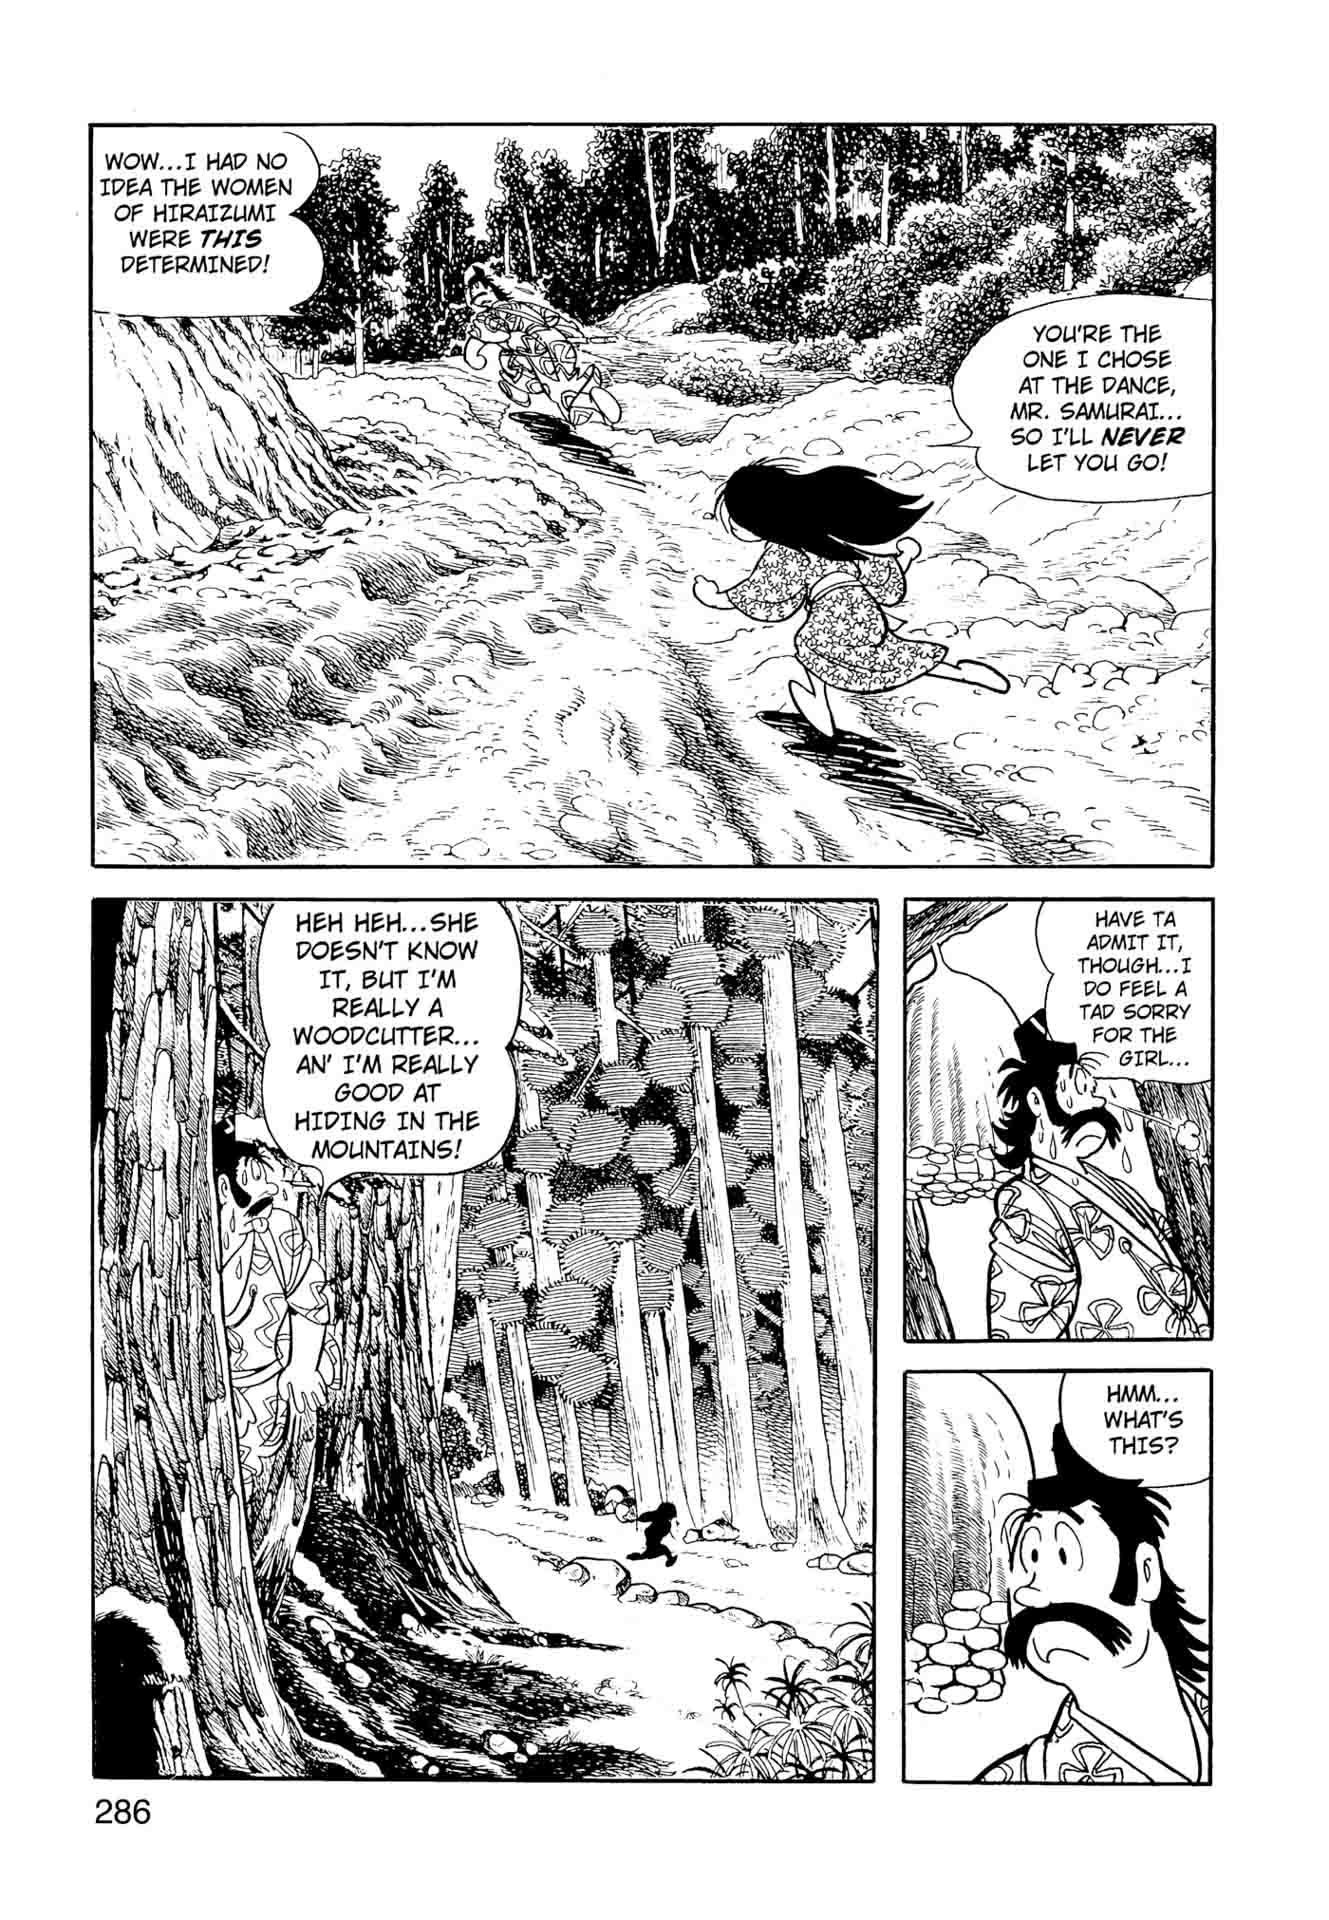 WOW...I HAD NO
IDEA THE WOMEN
OF HIRAIZUMI
WERE THIS
DETERMINED!
YOU'RE THE
ONE I CHOSE
AT THE DANCE,
MR. SAMURAI...
SO I'LL NEVER
LET YOU GO!
HEH HEH...SHE
DOESN'T KNOW
IT, BUT I'M
REALLY A
WOODCUTTER...
AN' I'M REALLY
GOOD AT
HIDING IN THE
MOUNTAINS!
HAVE TA
ADMIT IT,
THOUGH...I
DO FEEL A
TAD SORRY
FOR THE
GIRL...
HMM...
WHAT'S
THIS?
286